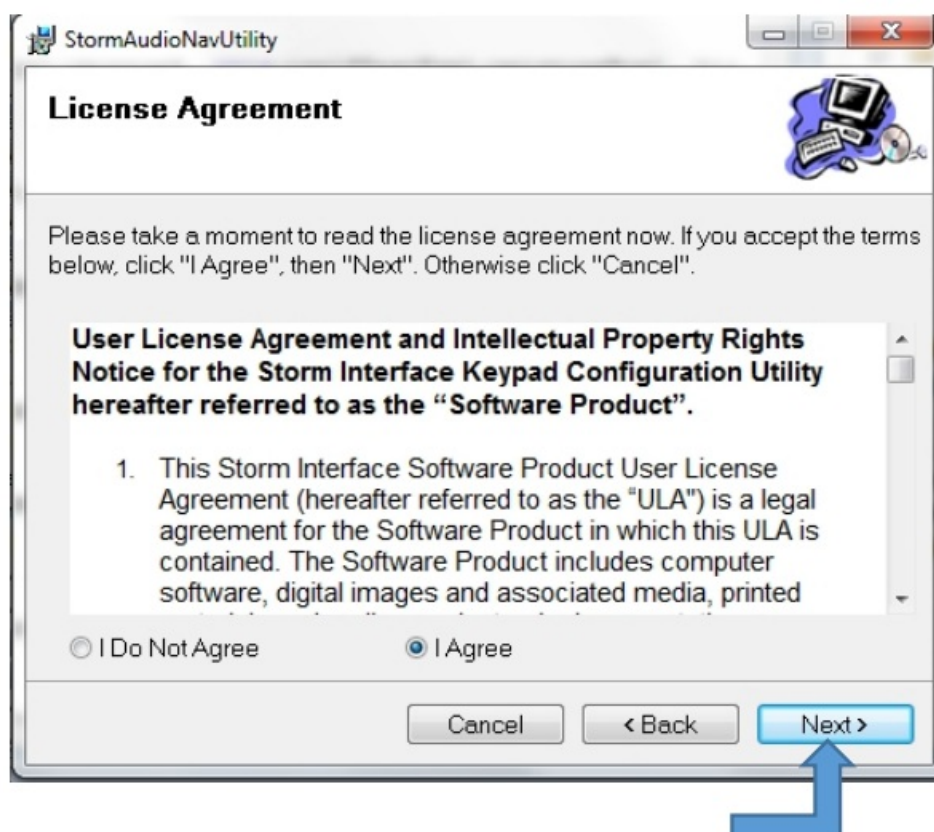 StormAudioNavUtility
License Agreement
Please take a moment to read the license agreement now. If you accept the terms
below, click "I Agree", then "Next". Otherwise click "Cancel".
User License Agreement and Intellectual Property Rights
Notice for the Storm Interface Keypad Configuration Utility
hereafter referred to as the “Software Product”.
1. This Storm Interface Software Product User License
Agreement (hereafter referred to as the “ULA") is a legal
agreement for the Software Product in which this ULA is
contained. The Software Product includes computer
software, digital images and associated media, printed
I Do Not Agree I Agree
Cancel < Back Next >